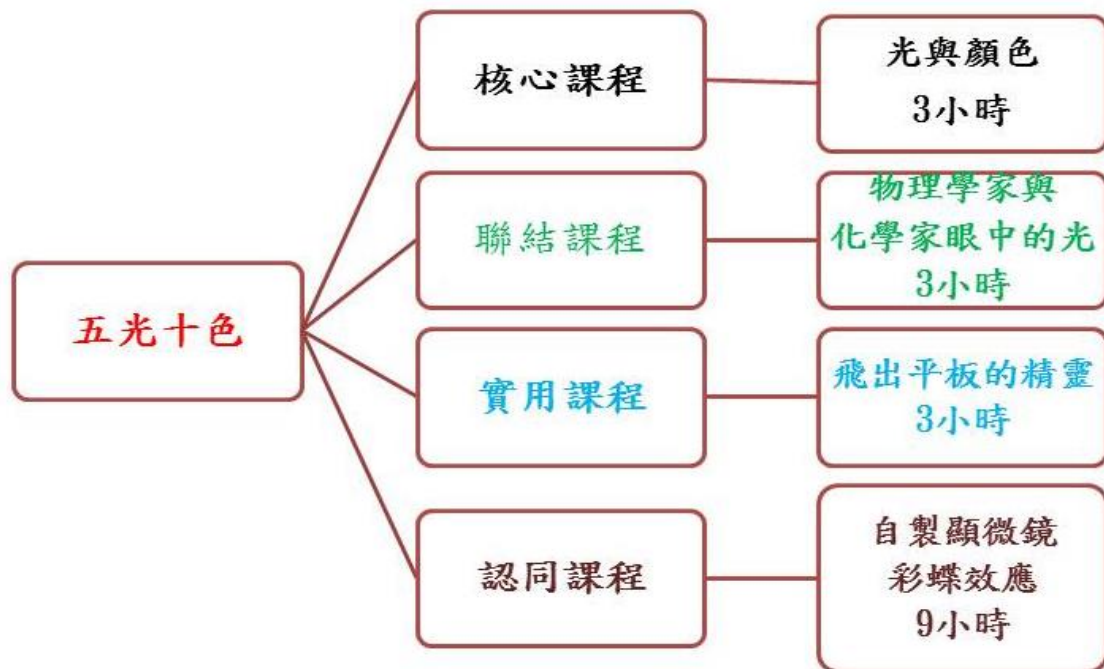 五光十色
核心課程
光與顏色
3小時
聯結課程
物理學家與
化學家眼中的光
3小時
實用課程
飛出平板的精靈
3小時
認同課程
自製顯微鏡
彩蝶效應
9小時